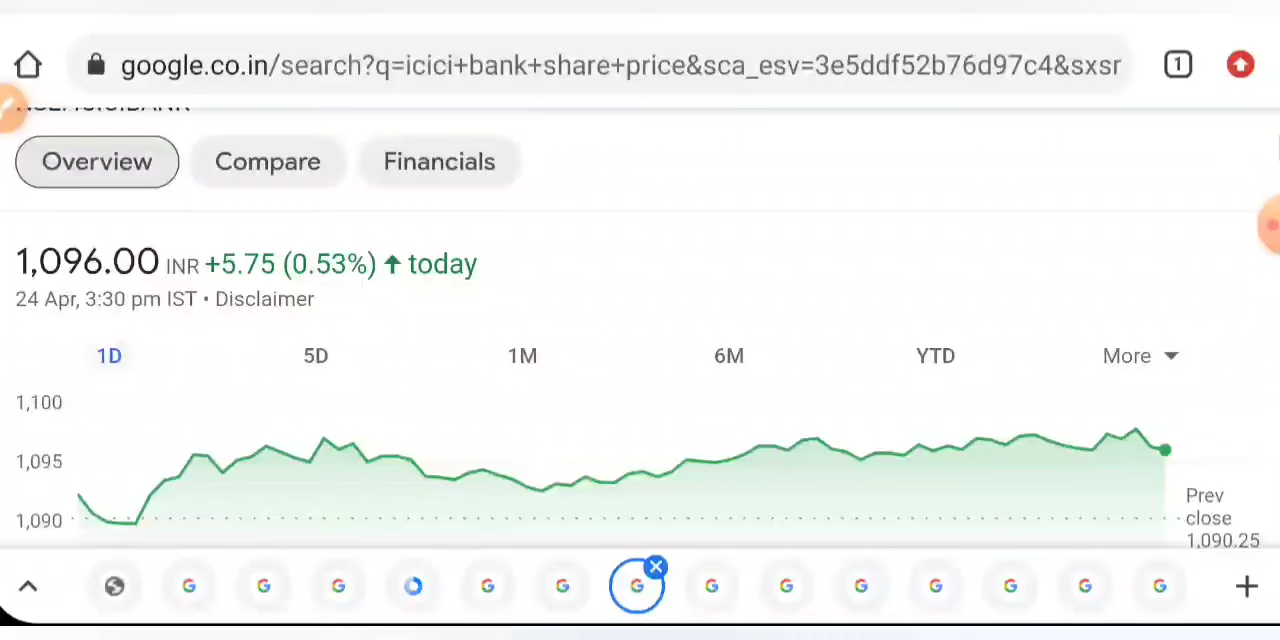 1
google.co.in/search?q=icici+bank+share+price&sca_esv=3e5ddf52b76d97c4&sxsr
Overview Compare Financials
1,096.00 INR +5.75 (0.53%) ↑ today
24 Apr, 3:30 pm IST • Disclaimer
1D 5D 1M 6M YTD More
1,100
1,095
1,090
Prev
close
1,090.25